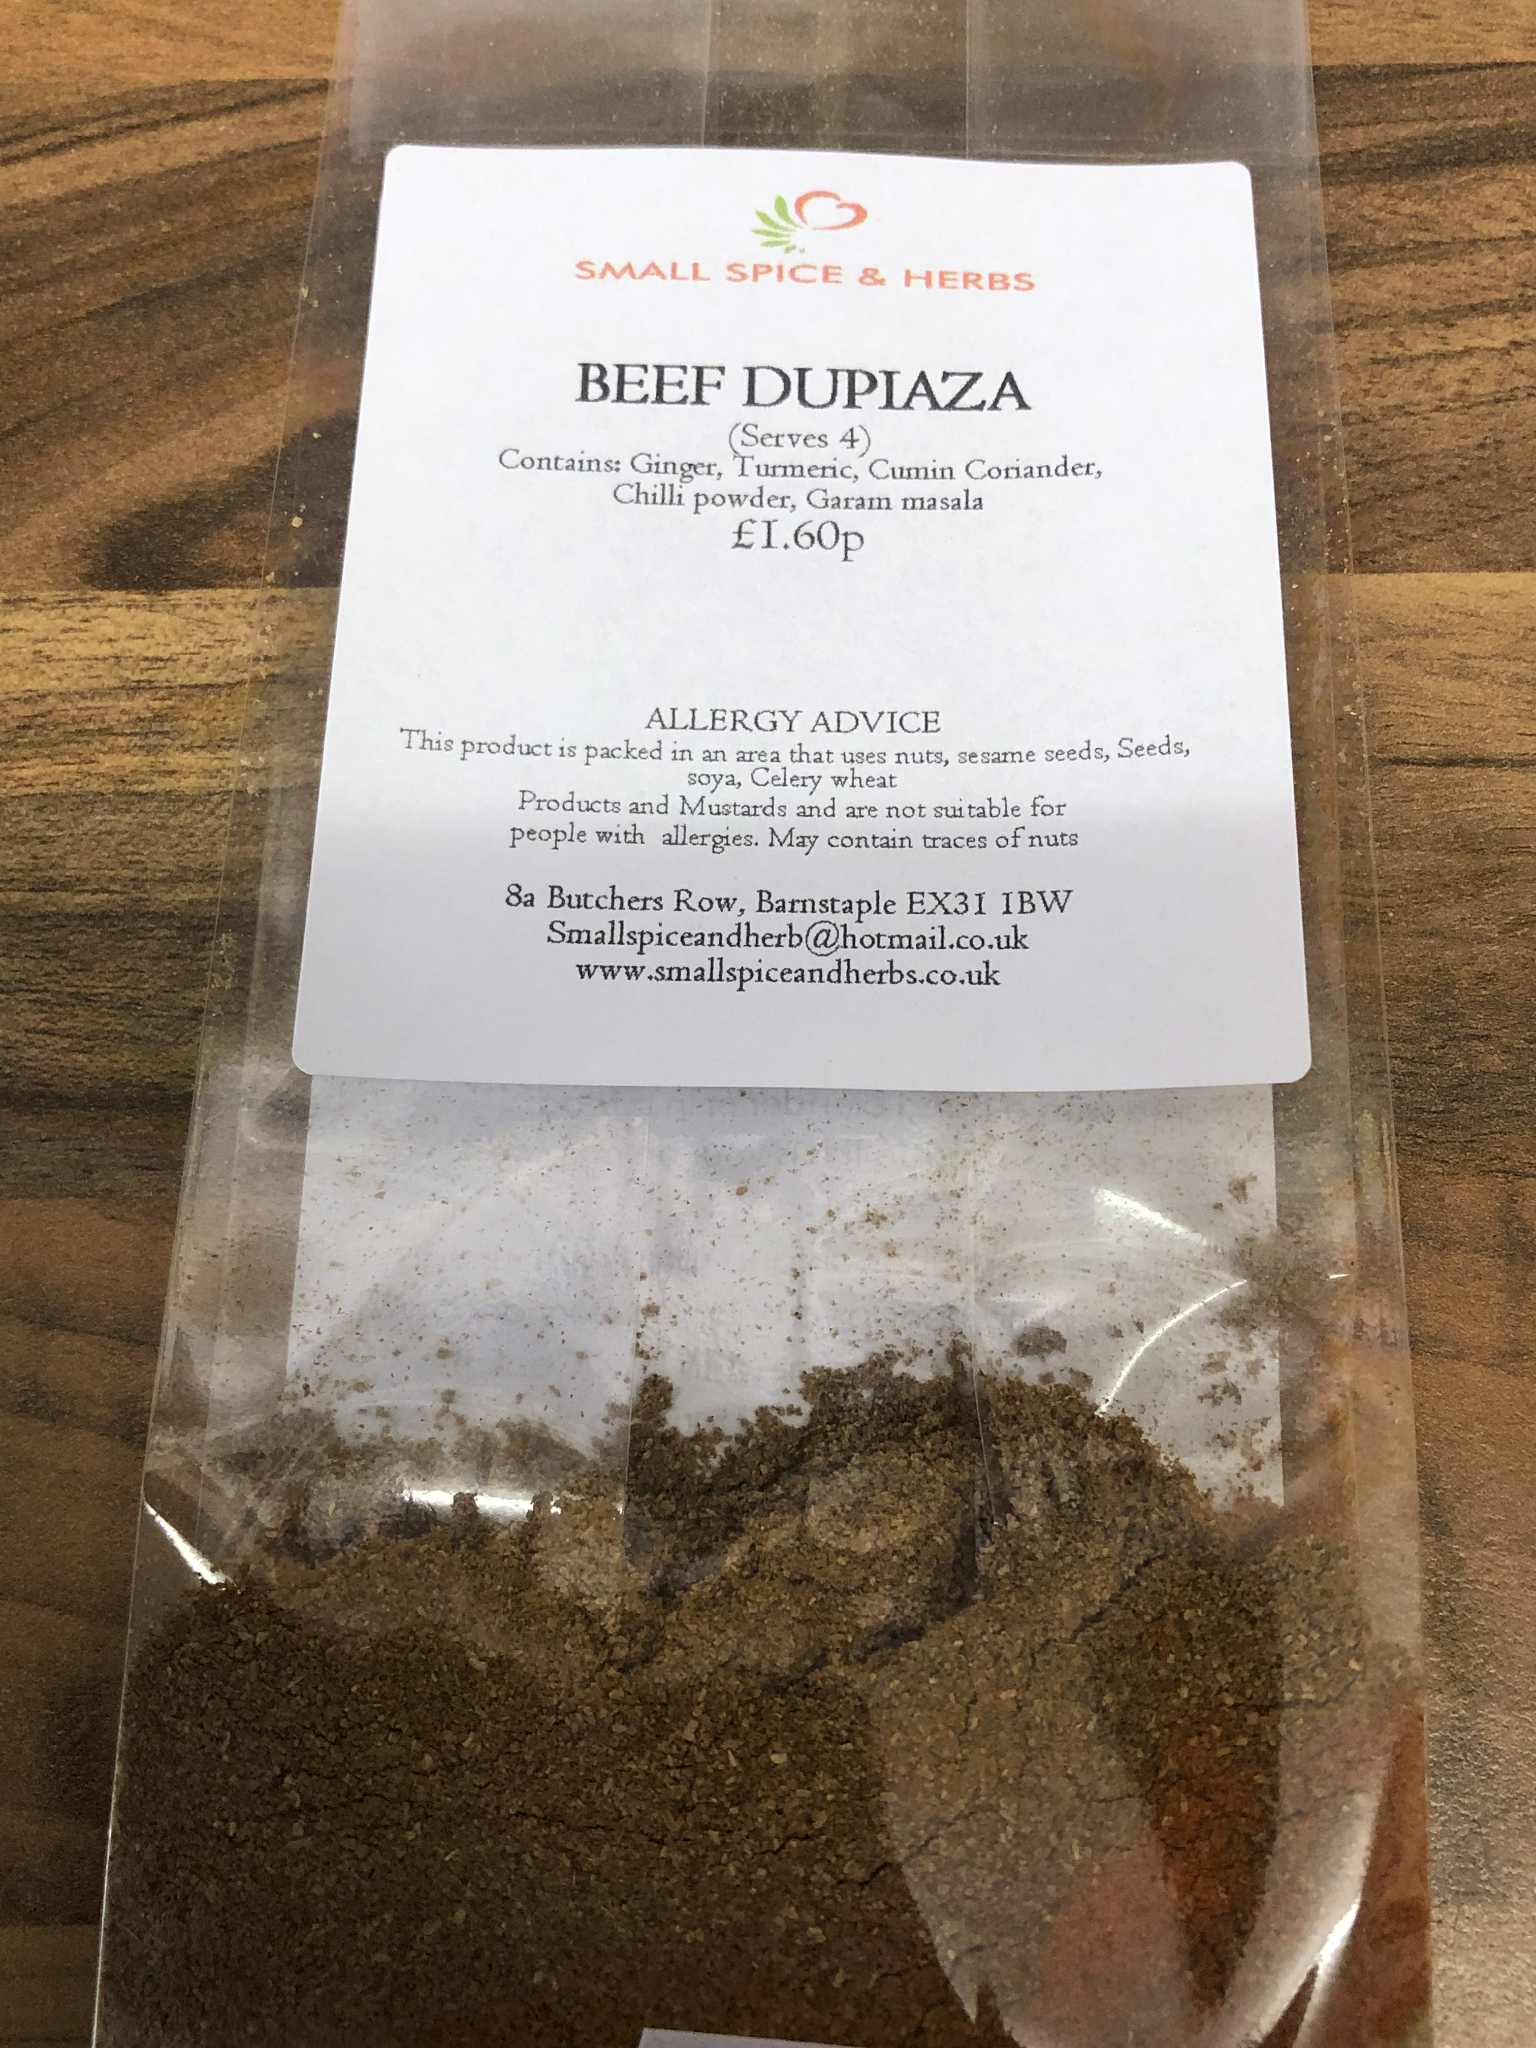 SMALL SPICE & HERBS
BEEF DUPIAZA
(Serves 4)
Contains: Ginger, Turmeric, Cumin Coriander,
Chilli powder, Garam masala
£1.60p
ALLERGY ADVICE
This product is packed in an area that uses nuts, sesame seeds, Seeds,
soya, Celery wheat
Products and Mustards and are not suitable for
people with allergies. May contain traces of nuts
8a Butchers Row, Barnstaple EX31 1BW
Smallspiceandherb@hotmail.co.uk
www.smallspiceandherbs.co.uk